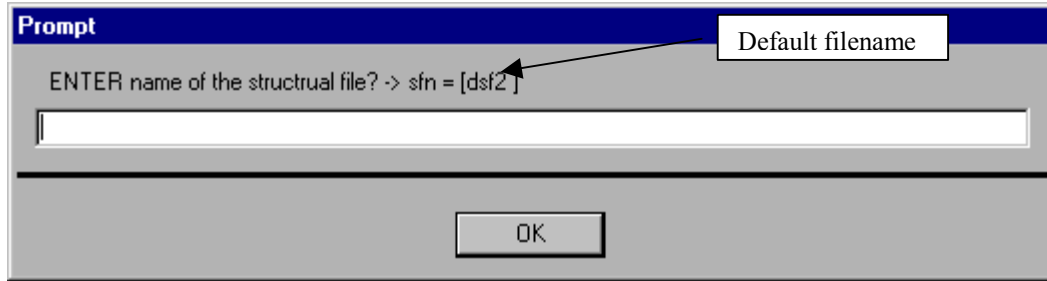 Prompt
Default filename
ENTER name of the structrual file? -> sfn = [dsf2 ]
OK